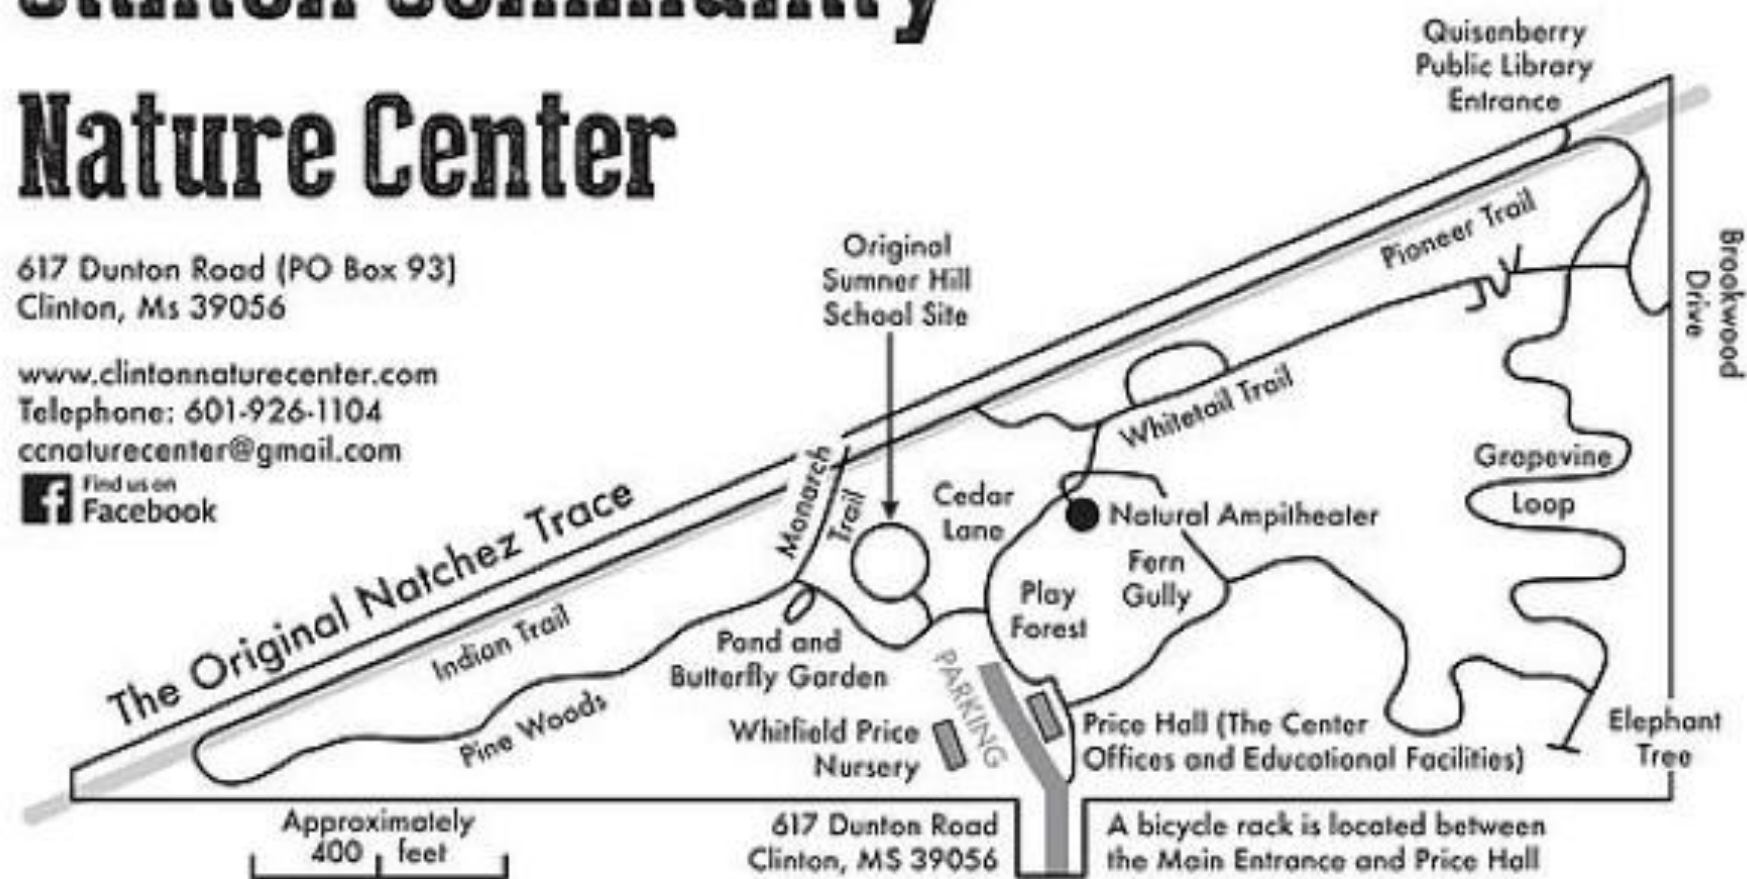 Community
Nature Center
617 Dunton Road (PO Box 93)
Clinton, Ms 39056
www.clintonnaturecenter.com
Telephone: 601-926-1104
ccnaturecenter@gmail.com
f Find us on
Facebook
Quisenberry
Public Library
Entrance
Original
Sumner Hill
School Site
Pioneer Trail
Brookwood
Drive
Whitetail Trail
The Original Natchez Trace
Monarch
Trail
Cedar
Lane
Natural Ampitheater
Grapevine
Loop
Fern
Gully
Play
Forest
Indian Trail
Pond and
Butterfly Garden
Pine Woods
PARKING
Whitfield Price
Nursery
Price Hall (The Center
Offices and Educational Facilities)
Elephant
Tree
Approximately
400 feet
617 Dunton Road
Clinton, MS 39056
A bicycle rack is located between
the Main Entrance and Price Hall